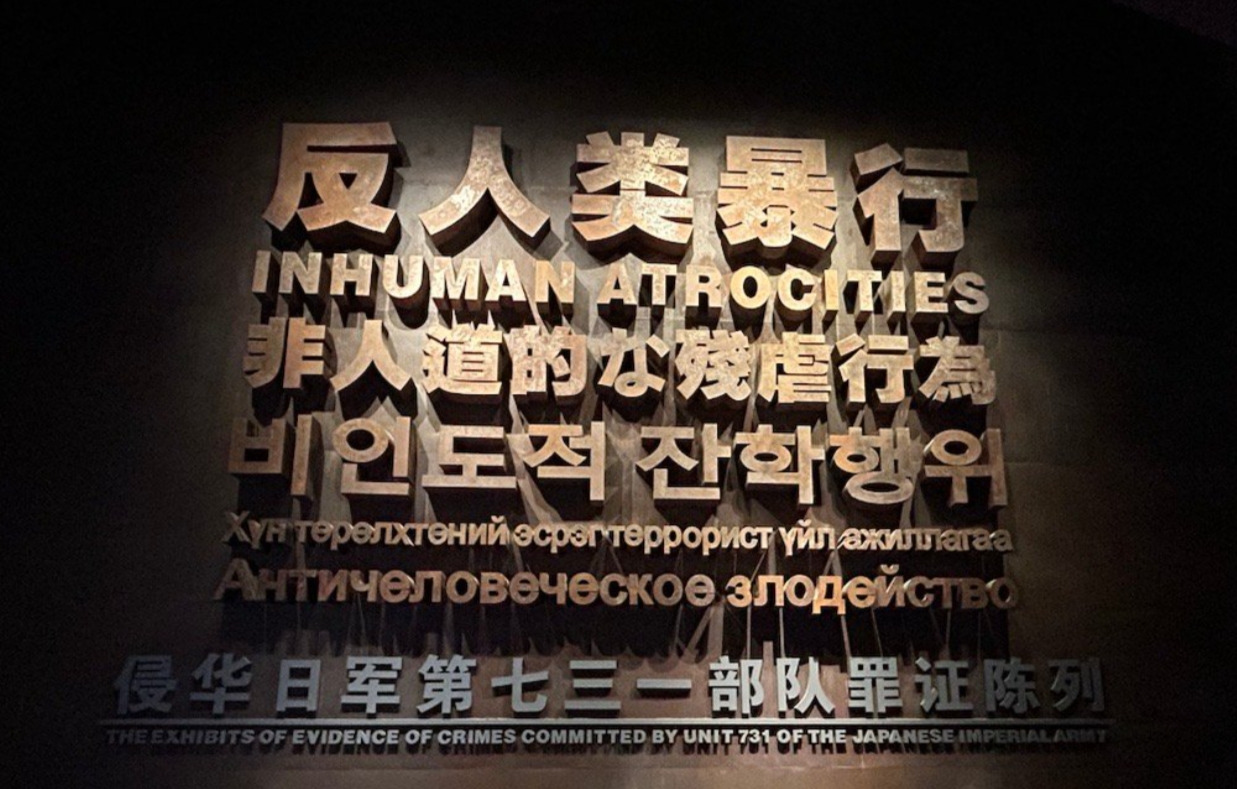 反人类暴行
INHUMAN ATROCITIES
非人道的な殘虐行為
비인도적 잔학행위
Хүн төрөлхтөний эсрэг террорист үйл ажиллагаа
Античеловеческое злодейство
侵华日军第七三一部队罪证陈列
THE EXHIBITS OF EVIDENCE OF CRIMES COMMITTED BY UNIT 731 OF THE JAPANESE IMPERIAL ARMY